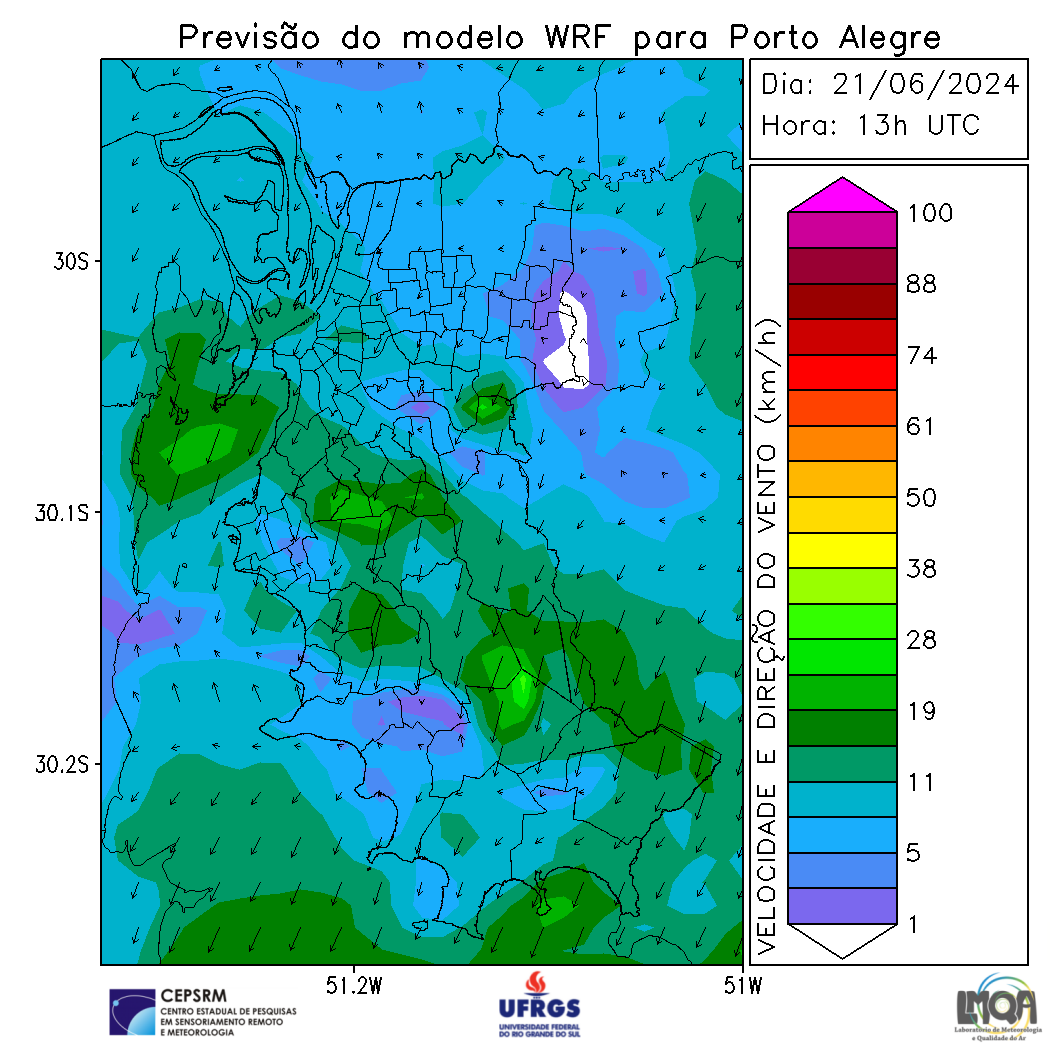 Previsão do modelo WRF para Porto Alegre
Dia: 21/06/2024
Hora: 13h UTC
30S
30.1S
30.2S
51.2W
51W
VELOCIDADE E DIREÇÃO DO VENTO (km/h)
100
88
74
61
50
38
28
19
11
5
1
CEPSRM
CENTRO ESTADUAL DE PESQUISAS
EM SENSORIAMENTO REMOTO
E METEOROLOGIA
UFRGS
UNIVERSIDADE FEDERAL
DO RIO GRANDE DO SUL
LMQA
Laboratório de Meteorologia
e Qualidade do Ar